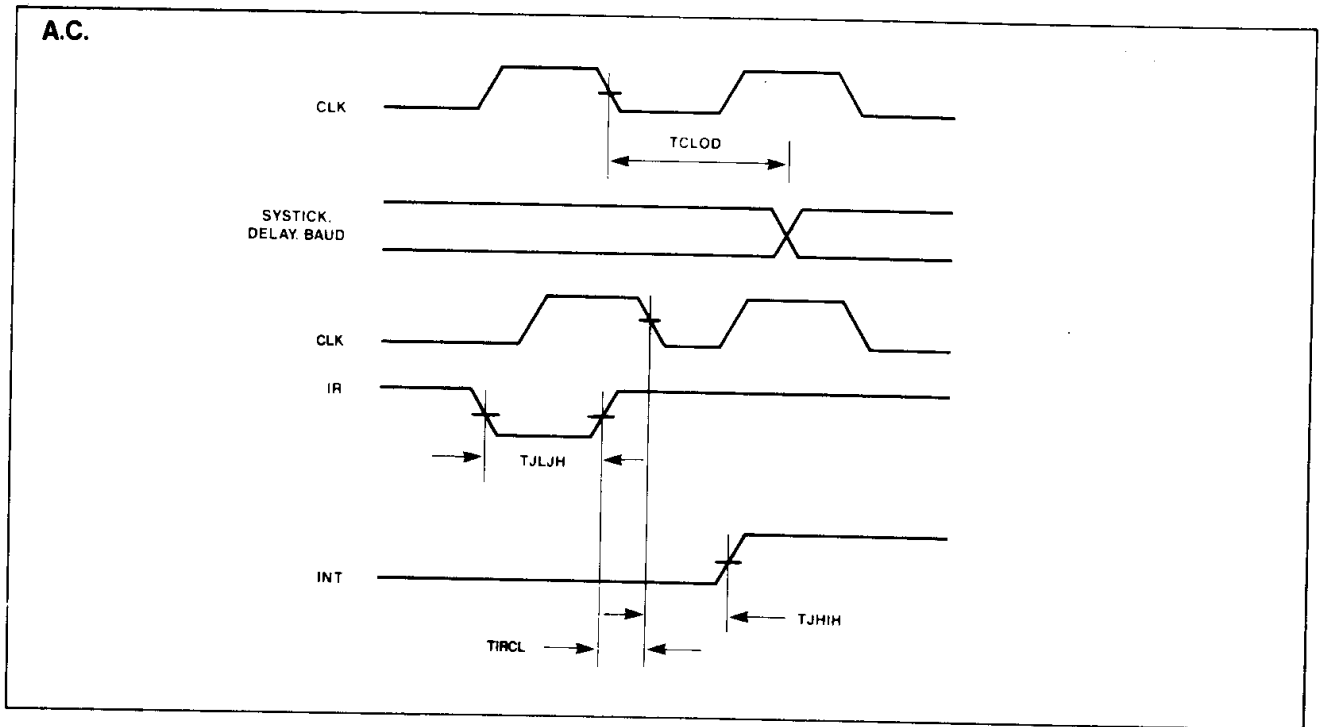 A.C.
CLK
TCLOD
SYSTICK.
DELAY. BAUD
CLK
IR
TJLJH
INT
TJHIH
TIRCL